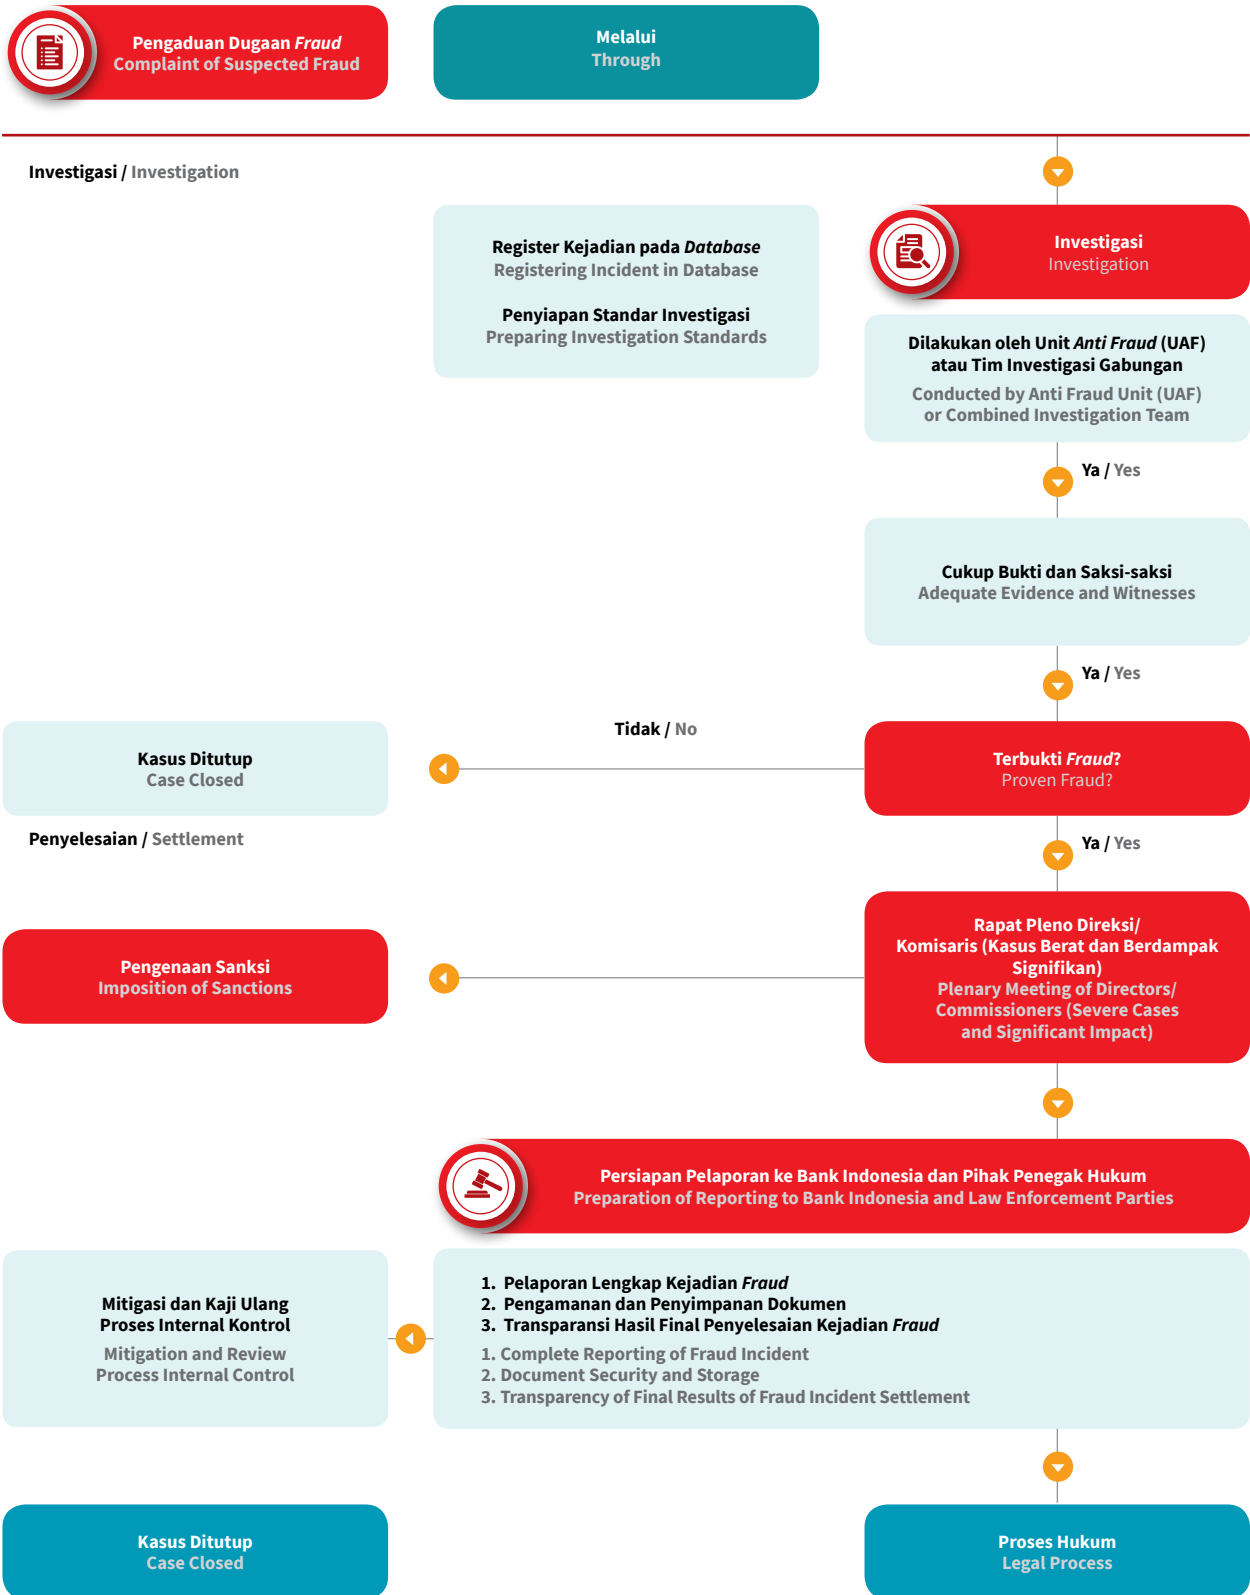 Pengaduan Dugaan Fraud
Complaint of Suspected Fraud
Melalui
Through
Investigasi / Investigation
Register Kejadian pada Database
Registering Incident in Database
Penyiapan Standar Investigasi
Preparing Investigation Standards
Investigasi
Investigation
Dilakukan oleh Unit Anti Fraud (UAF)
atau Tim Investigasi Gabungan
Conducted by Anti Fraud Unit (UAF)
or Combined Investigation Team
Ya / Yes
Cukup Bukti dan Saksi-saksi
Adequate Evidence and Witnesses
Ya / Yes
Tidak / No
Kasus Ditutup
Case Closed
Terbukti Fraud?
Proven Fraud?
Penyelesaian / Settlement
Ya / Yes
Pengenaan Sanksi
Imposition of Sanctions
Rapat Pleno Direksi/
Komisaris (Kasus Berat dan Berdampak
Signifikan)
Plenary Meeting of Directors/
Commissioners (Severe Cases
and Significant Impact)
Persiapan Pelaporan ke Bank Indonesia dan Pihak Penegak Hukum
Preparation of Reporting to Bank Indonesia and Law Enforcement Parties
Mitigasi dan Kaji Ulang
Proses Internal Kontrol
Mitigation and Review
Process Internal Control
1. Pelaporan Lengkap Kejadian Fraud
2. Pengamanan dan Penyimpanan Dokumen
3. Transparansi Hasil Final Penyelesaian Kejadian Fraud
1. Complete Reporting of Fraud Incident
2. Document Security and Storage
3. Transparency of Final Results of Fraud Incident Settlement
Kasus Ditutup
Case Closed
Proses Hukum
Legal Process